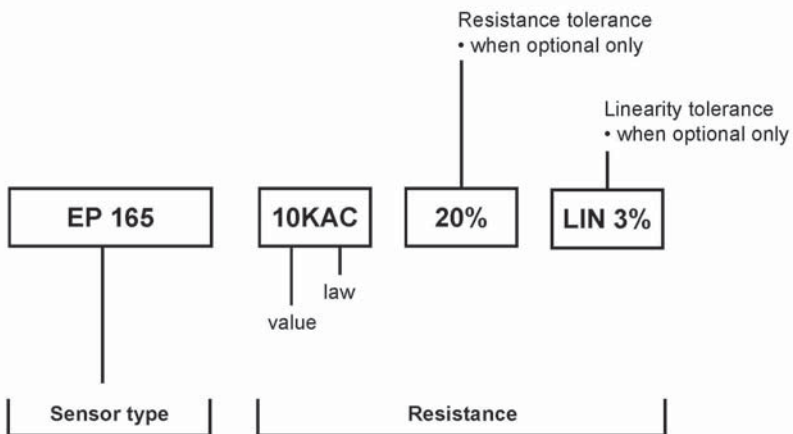 Resistance tolerance
• when optional only
Linearity tolerance
• when optional only
EP 165
10KAC
20%
LIN 3%
law
value
Sensor type
Resistance